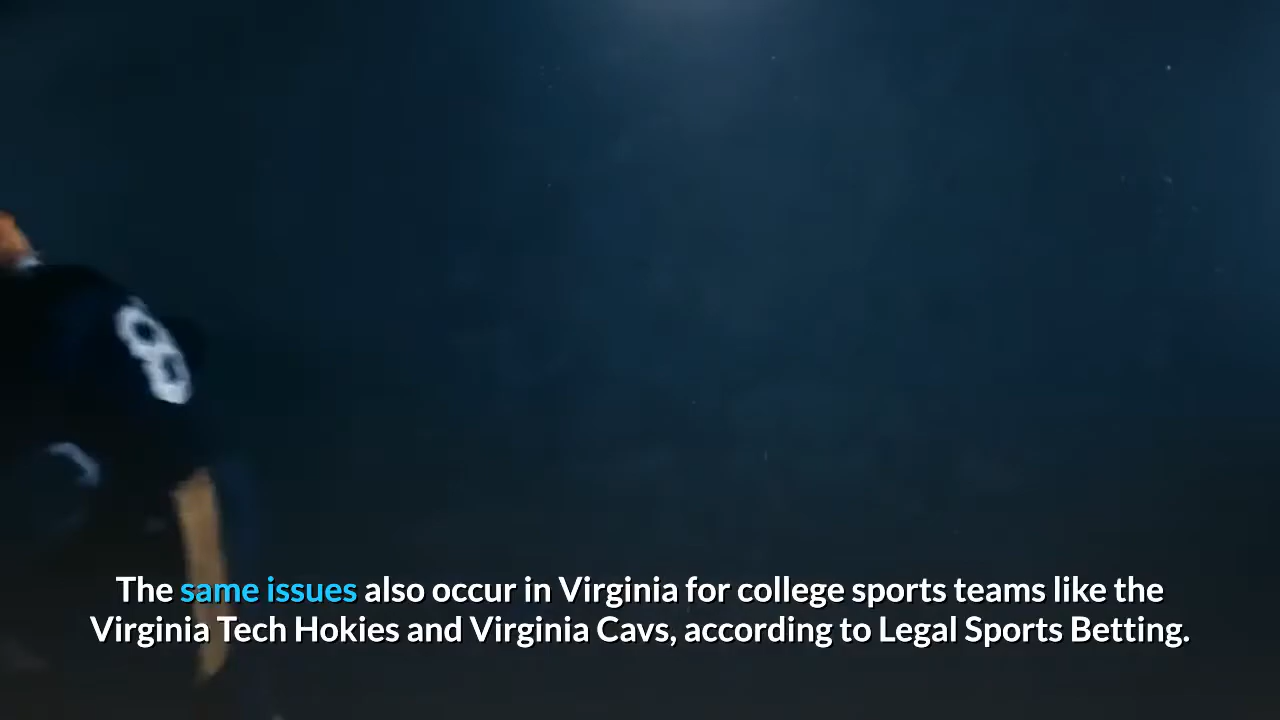 8
The same issues also occur in Virginia for college sports teams like the
Virginia Tech Hokies and Virginia Cavs, according to Legal Sports Betting.